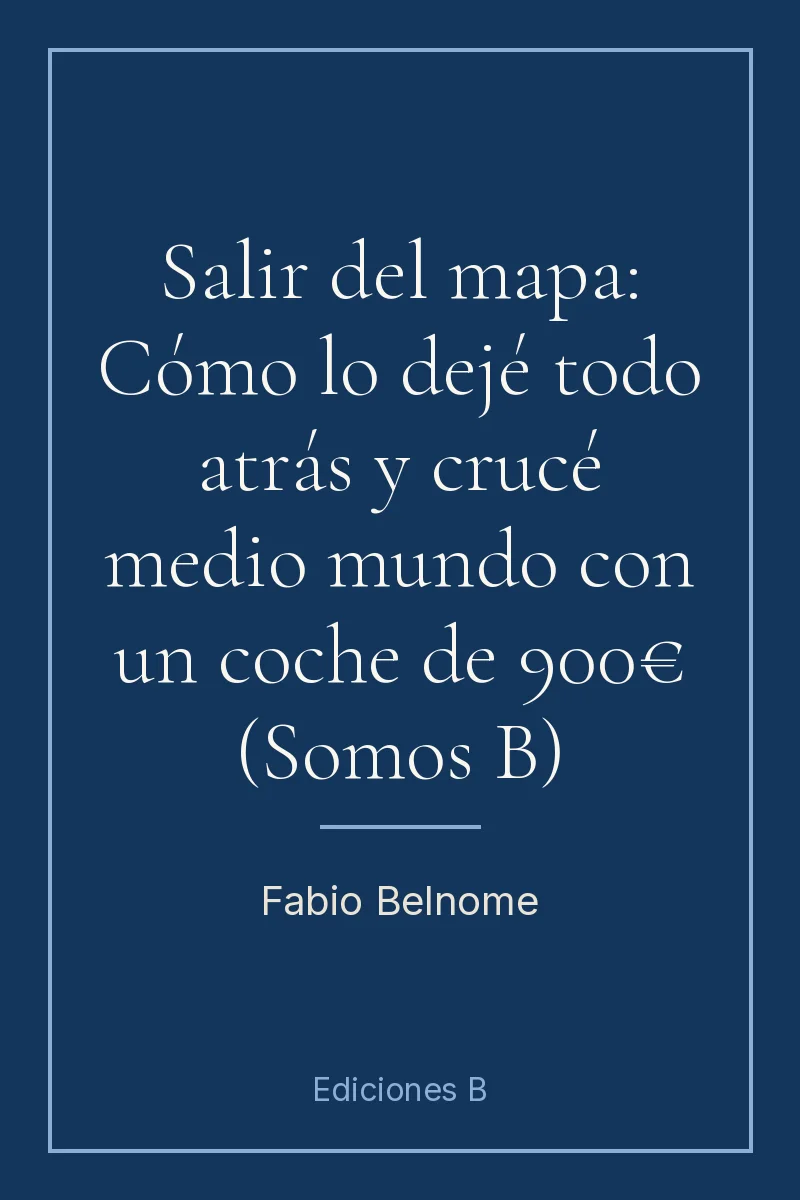 Salir del mapa:
Cómo lo dejé todo
atrás y crucé
medio mundo con
un coche de 900€
(Somos B)
Fabio Belnome
Ediciones B